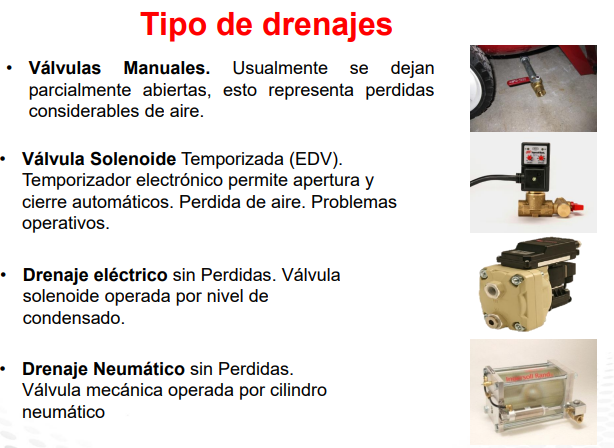 Tipo de drenajes
• Válvulas Manuales. Usualmente se dejan
parcialmente abiertas, esto representa perdidas
considerables de aire.
• Válvula Solenoide Temporizada (EDV).
Temporizador electrónico permite apertura y
cierre automáticos. Perdida de aire. Problemas
operativos.
• Drenaje eléctrico sin Perdidas. Válvula
solenoide operada por nivel de
condensado.
• Drenaje Neumático sin Perdidas.
Válvula mecánica operada por cilindro
neumático